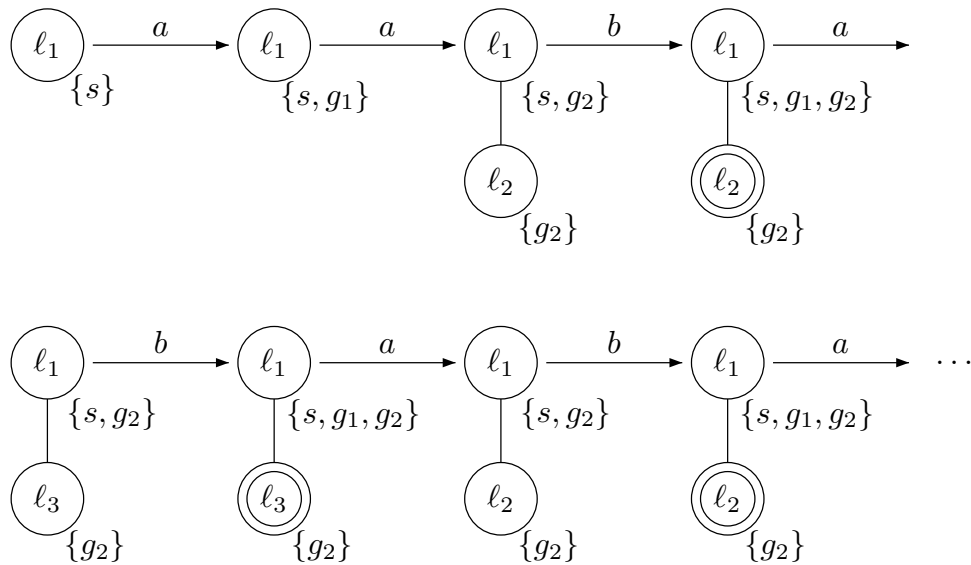 ℓ₁ a ℓ₁ a ℓ₁ b ℓ₁ a
{s} {s, g₁} {s, g₂} {s, g₁, g₂}
ℓ₂ ℓ₂
{g₂} {g₂}
ℓ₁ b ℓ₁ a ℓ₁ b ℓ₁ a ···
{s, g₂} {s, g₁, g₂} {s, g₂} {s, g₁, g₂}
ℓ₃ ℓ₃ ℓ₂ ℓ₂
{g₂} {g₂} {g₂} {g₂}